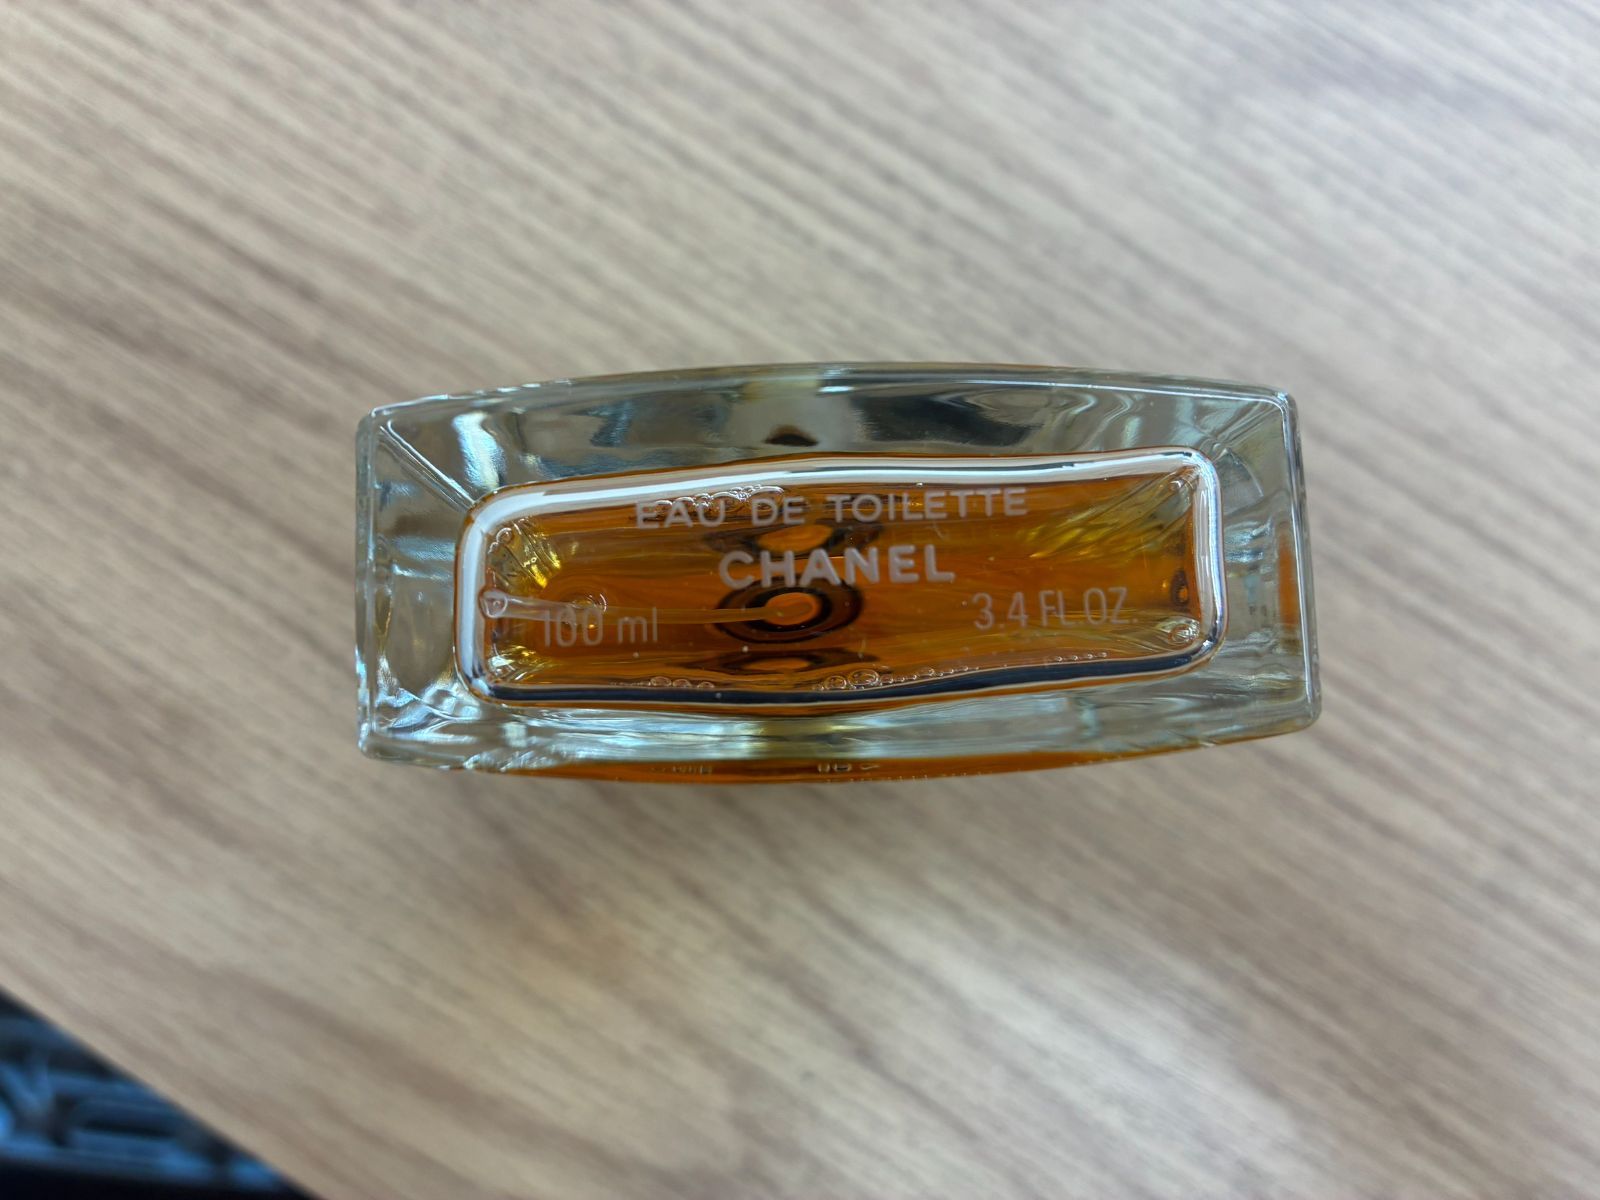 EAU DE TOILETTE
CHANEL
100 ml 3.4 FL.OZ.